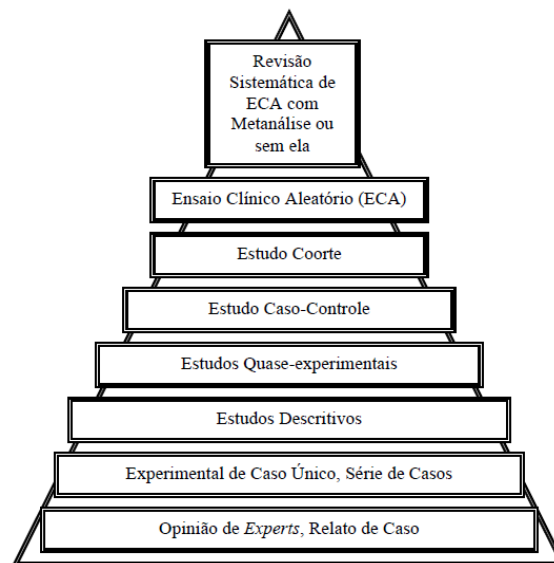 Revisão
Sistemática de
ECA com
Metanálise ou
sem ela
Ensaio Clínico Aleatório (ECA)
Estudo Coorte
Estudo Caso-Controle
Estudos Quase-experimentais
Estudos Descritivos
Experimental de Caso Único, Série de Casos
Opinião de Experts, Relato de Caso